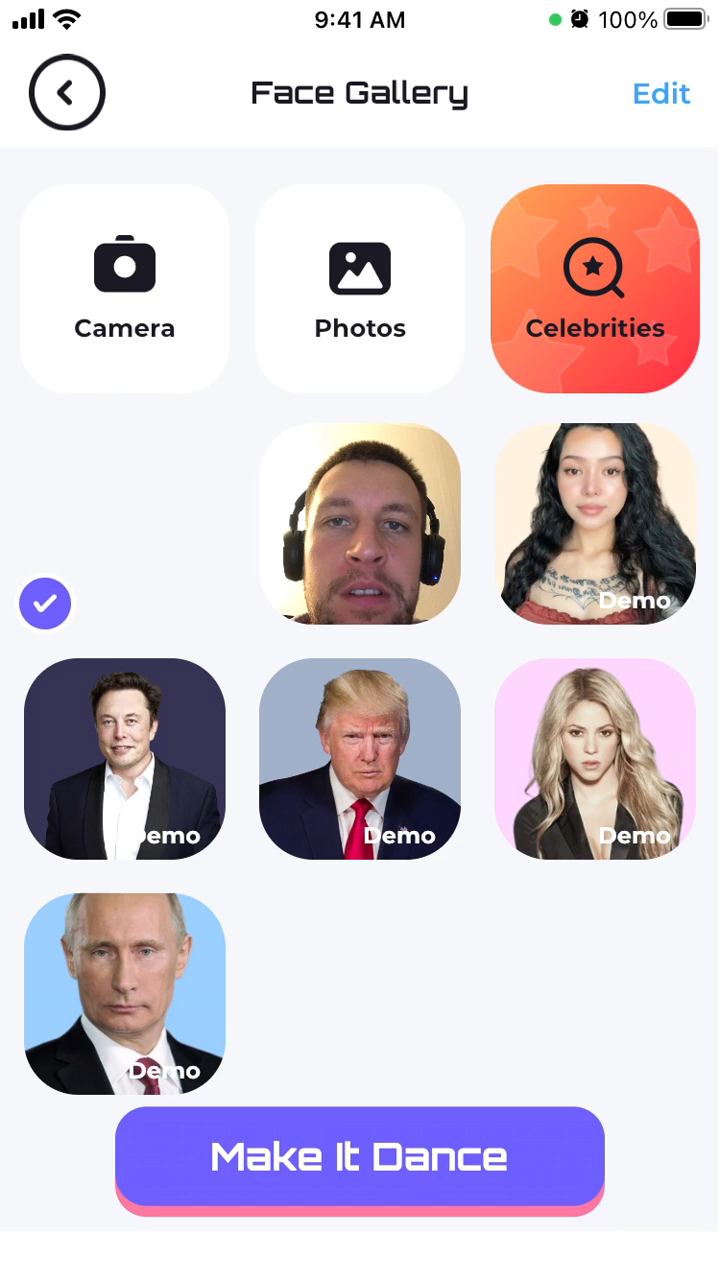 9:41 AM
100%
Face Gallery
Edit
Camera
Photos
Celebrities
Demo
Demo
Demo
Demo
Demo
Make It Dance